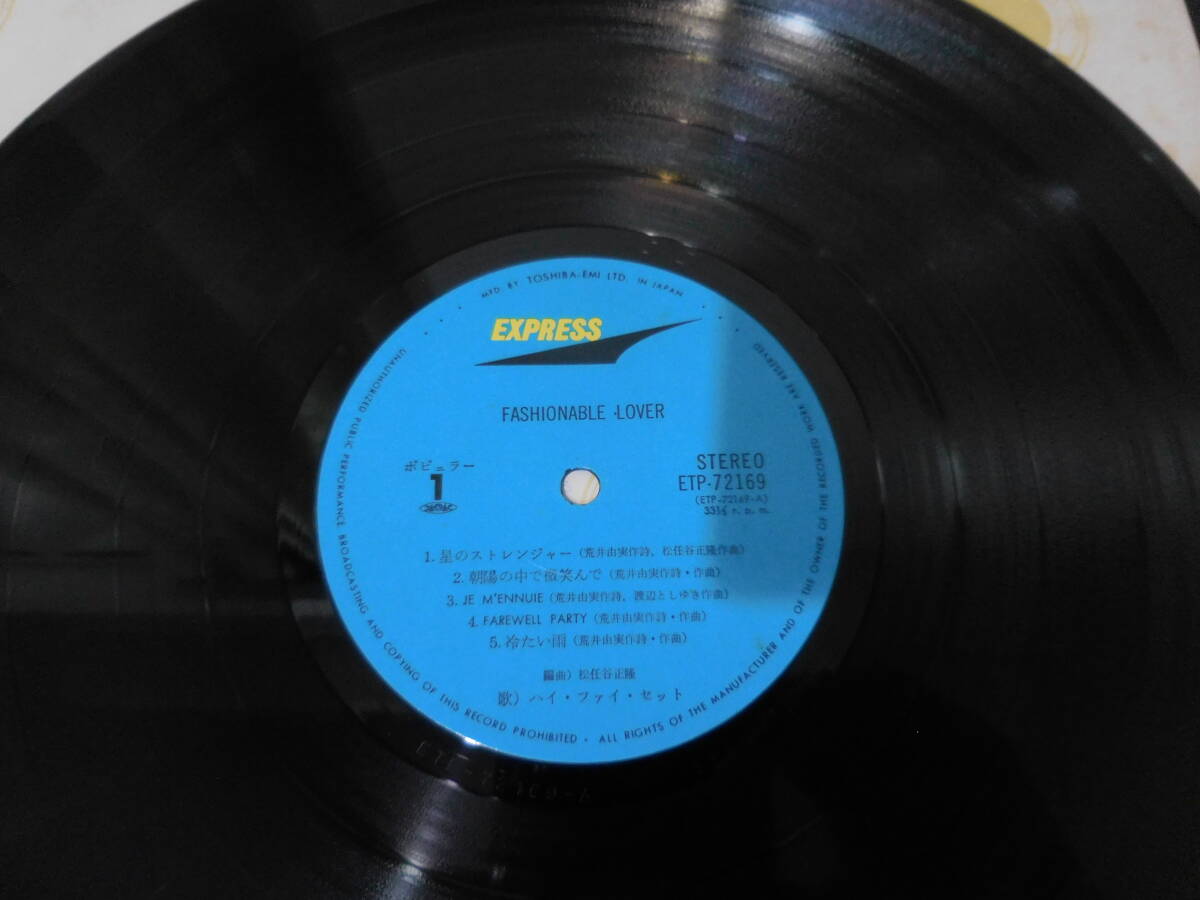 MFD. BY TOSHIBA-EMI LTD. IN JAPAN
EXPRESS
FASHIONABLE LOVER
ポピュラー
1
STEREO
ETP-72169
(ETP-72169-A)
33⅓ r.p.m.
1. 星のストレンジャー(荒井由実作詩、松任谷正隆作曲)
2. 朝陽の中で微笑んで(荒井由実作詩・作曲)
3. JE M'ENNUIE(荒井由実作詩、渡辺としゆき作曲)
4. FAREWELL PARTY(荒井由実作詩・作曲)
5. 冷たい雨(荒井由実作詩・作曲)
編曲)松任谷正隆
歌)ハイ・ファイ・セット
UNAUTHORIZED PUBLIC PERFORMANCE, BROADCASTING AND COPYING OF THIS RECORD PROHIBITED • ALL RIGHTS OF THE MANUFACTURER AND OF THE OWNER OF THE RECORDED WORK ARE RESERVED